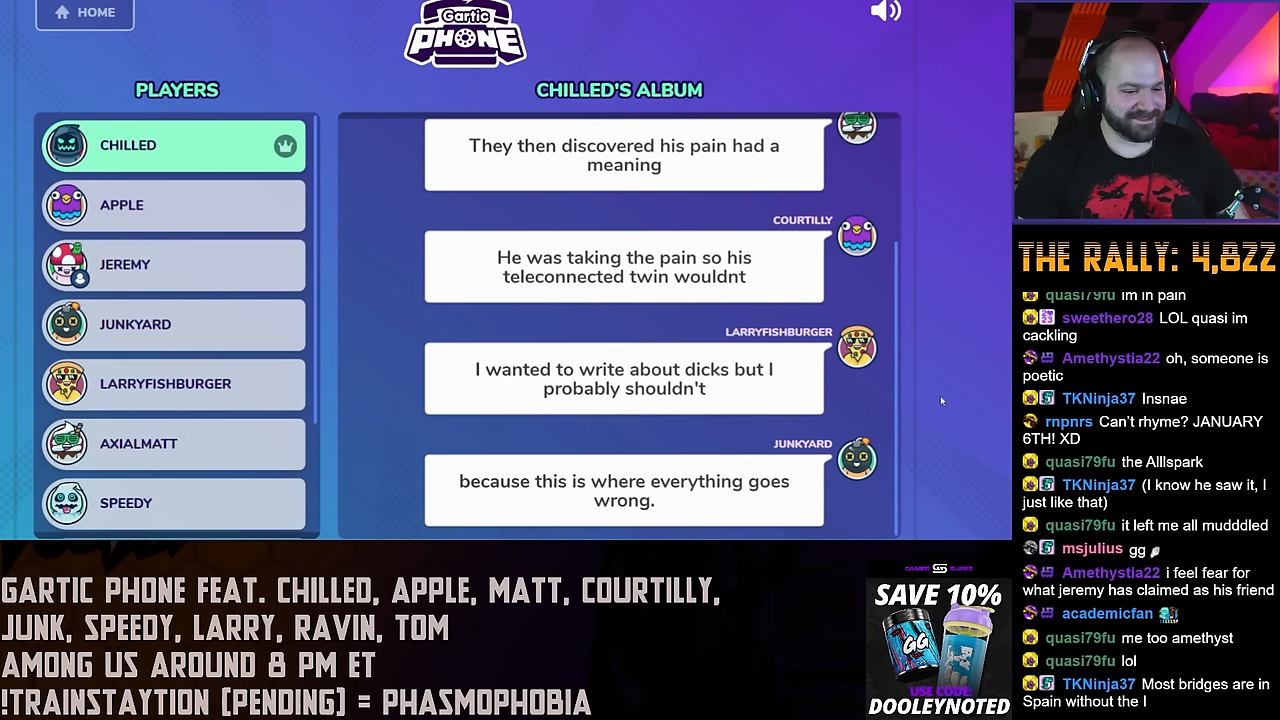 HOME
Gartic
PHONE
PLAYERS
CHILLED
APPLE
JEREMY
JUNKYARD
LARRYFISHBURGER
AXIALMATT
SPEEDY
CHILLED'S ALBUM
They then discovered his pain had a
meaning
COURTILLY
He was taking the pain so his
teleconnected twin wouldnt
LARRYFISHBURGER
I wanted to write about dicks but I
probably shouldn't
JUNKYARD
because this is where everything goes
wrong.
THE RALLY: 4,822
quasi79fu im in pain
sweethero28 LOL quasi im
cackling
Amethystia22 oh, someone is
poetic
TKNinja37 Insnae
rnpnrs Can't rhyme? JANUARY
6TH! XD
quasi79fu the Alllspark
TKNinja37 (I know he saw it, I
just like that)
quasi79fu it left me all mudddled
msjulius gg
Amethystia22 i feel fear for
what jeremy has claimed as his friend
academicfan
quasi79fu me too amethyst
quasi79fu lol
TKNinja37 Most bridges are in
Spain without the I
GARTIC PHONE FEAT. CHILLED, APPLE, MATT, COURTILLY,
JUNK, SPEEDY, LARRY, RAVIN, TOM
AMONG US AROUND 8 PM ET
!TRAINSTAYTION (PENDING) = PHASMOPHOBIA
GAMER SUPPS
SAVE 10%
GG
USE CODE:
DOOLEYNOTED